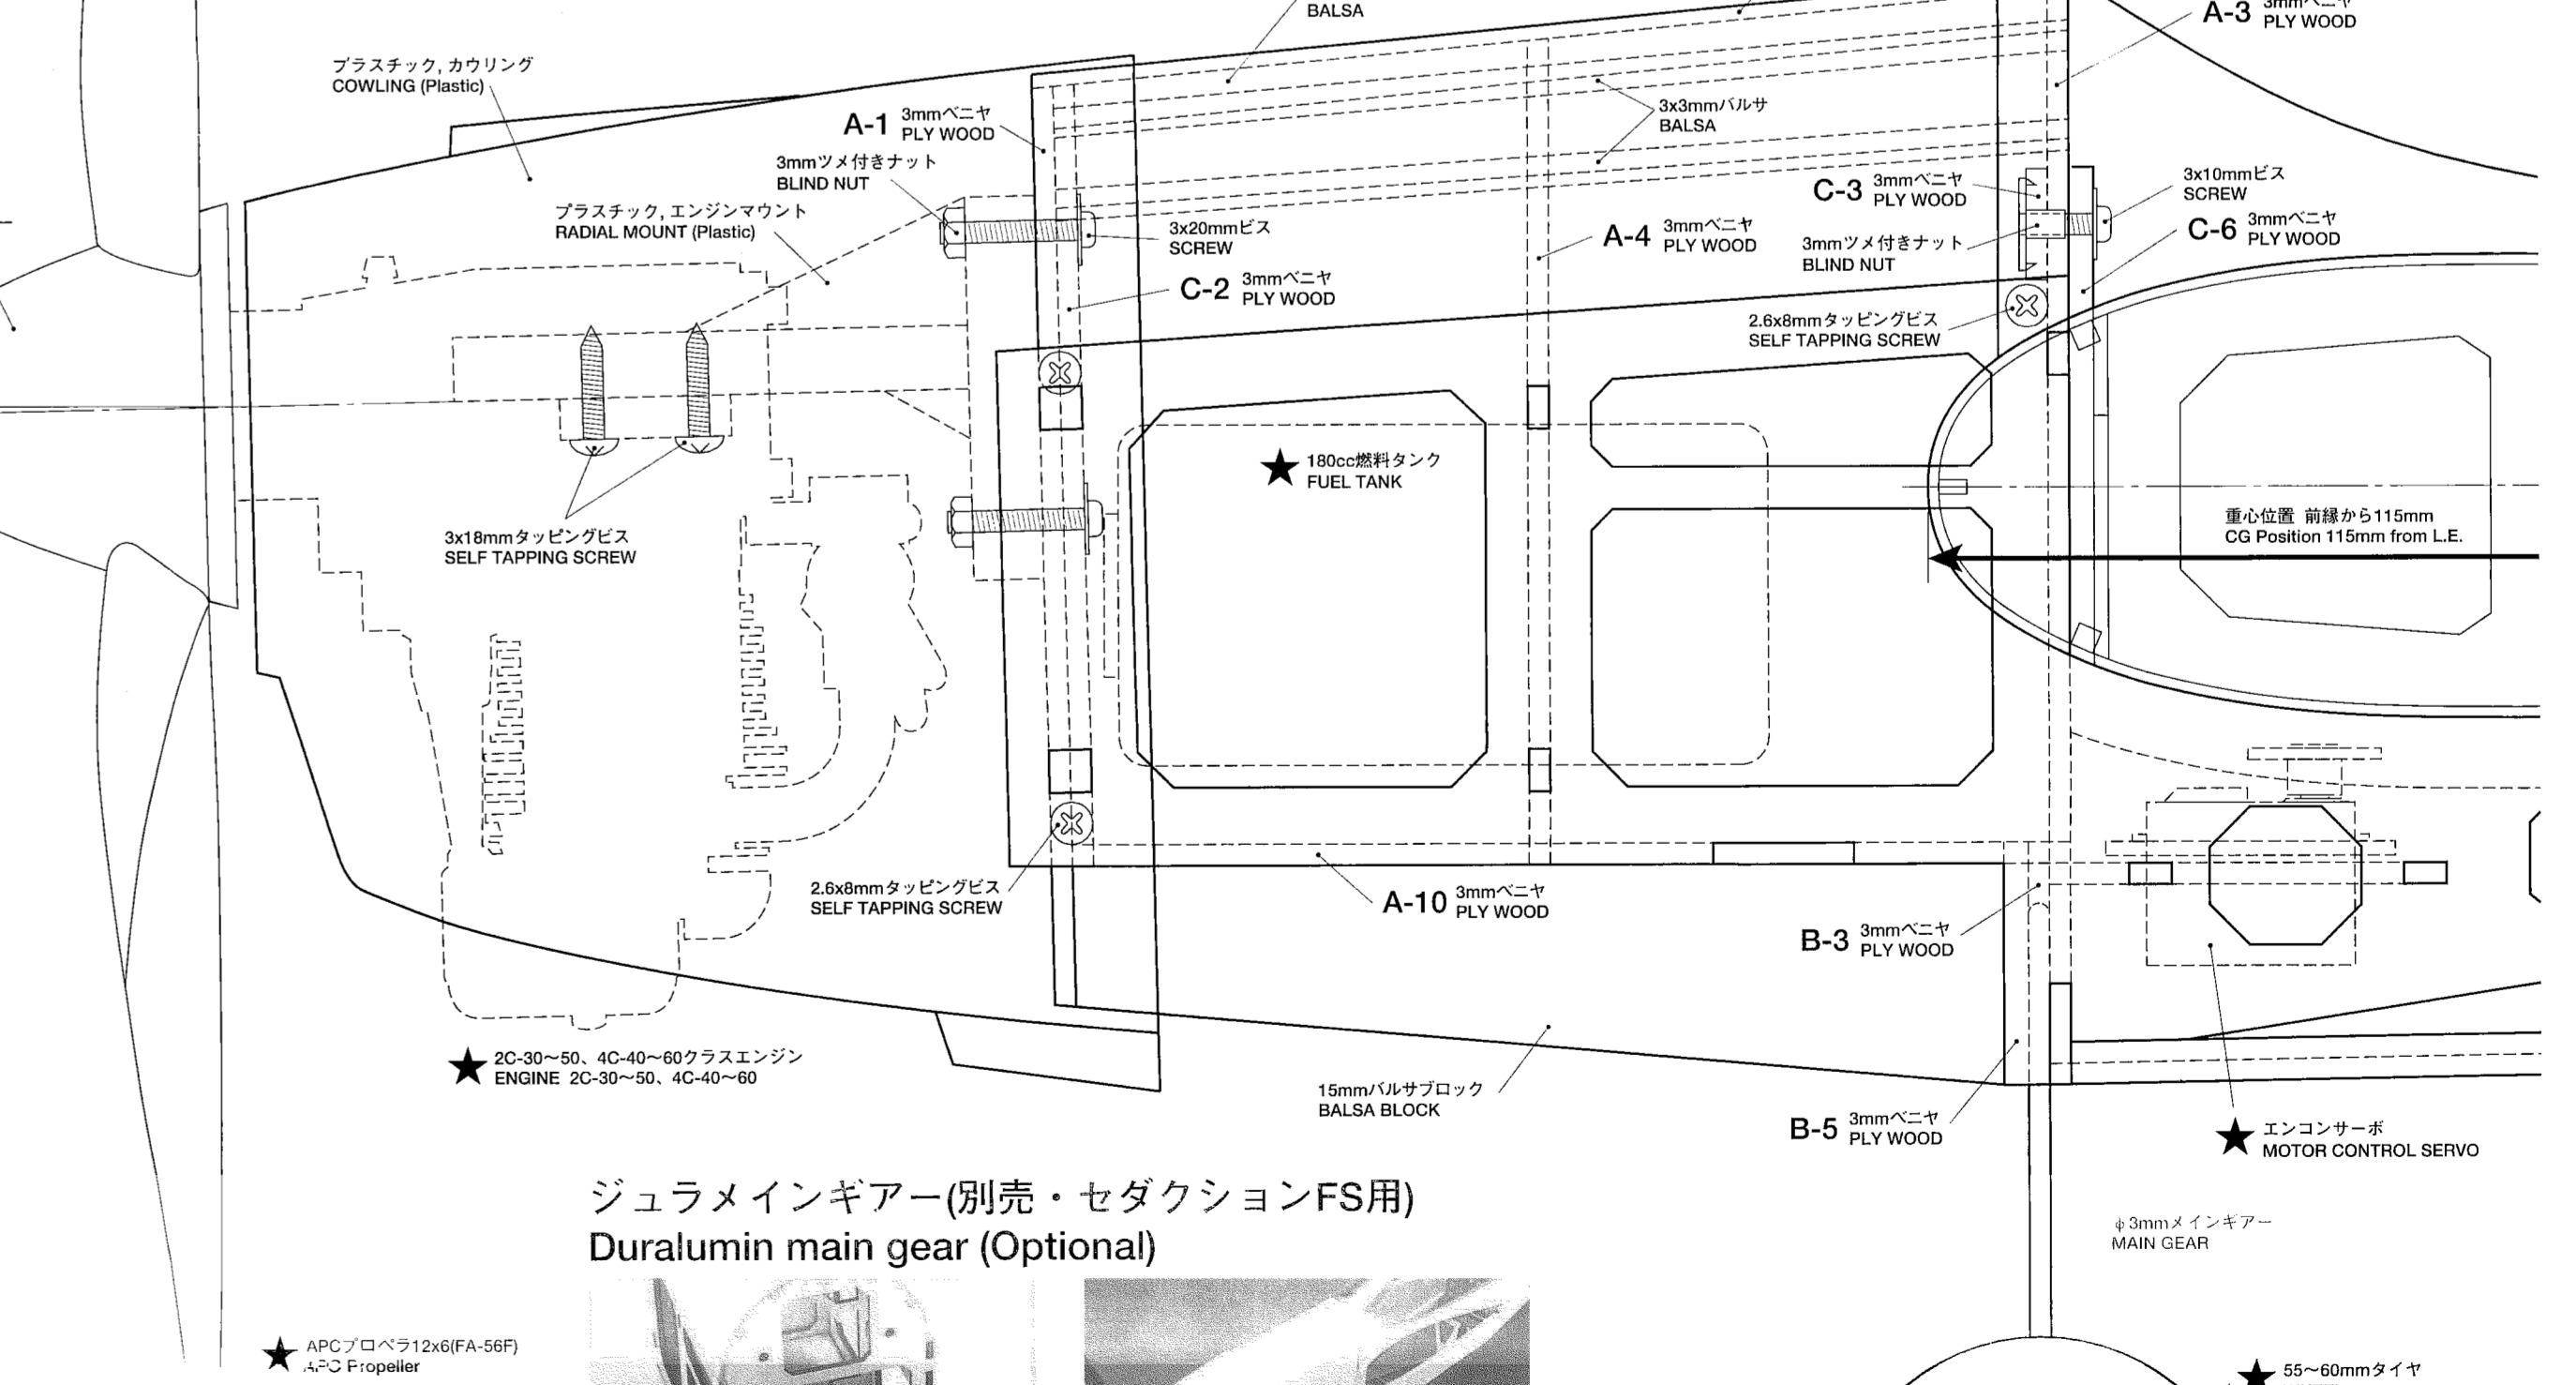 BALSA
A-3 3mmベニヤ
PLY WOOD
プラスチック, カウリング
COWLING (Plastic)
A-1 3mmベニヤ
PLY WOOD
3x3mmバルサ
BALSA
3mmツメ付きナット
BLIND NUT
プラスチック, エンジンマウント
RADIAL MOUNT (Plastic)
3x20mmビス
SCREW
C-2 3mmベニヤ
PLY WOOD
A-4 3mmベニヤ
PLY WOOD
C-3 3mmベニヤ
PLY WOOD
3x10mmビス
SCREW
C-6 3mmベニヤ
PLY WOOD
3mmツメ付きナット
BLIND NUT
2.6x8mmタッピングビス
SELF TAPPING SCREW
★ 180cc燃料タンク
FUEL TANK
3x18mmタッピングビス
SELF TAPPING SCREW
重心位置 前縁から115mm
CG Position 115mm from L.E.
2.6x8mmタッピングビス
SELF TAPPING SCREW
A-10 3mmベニヤ
PLY WOOD
B-3 3mmベニヤ
PLY WOOD
★ 2C-30〜50、4C-40〜60クラスエンジン
ENGINE 2C-30〜50、4C-40〜60
15mmバルサブロック
BALSA BLOCK
B-5 3mmベニヤ
PLY WOOD
★ エンコンサーボ
MOTOR CONTROL SERVO
ジュラメインギアー(別売・セダクションFS用)
Duralumin main gear (Optional)
φ3mmメインギアー
MAIN GEAR
★ APCプロペラ12x6(FA-56F)
APC Propeller
★ 55〜60mmタイヤ